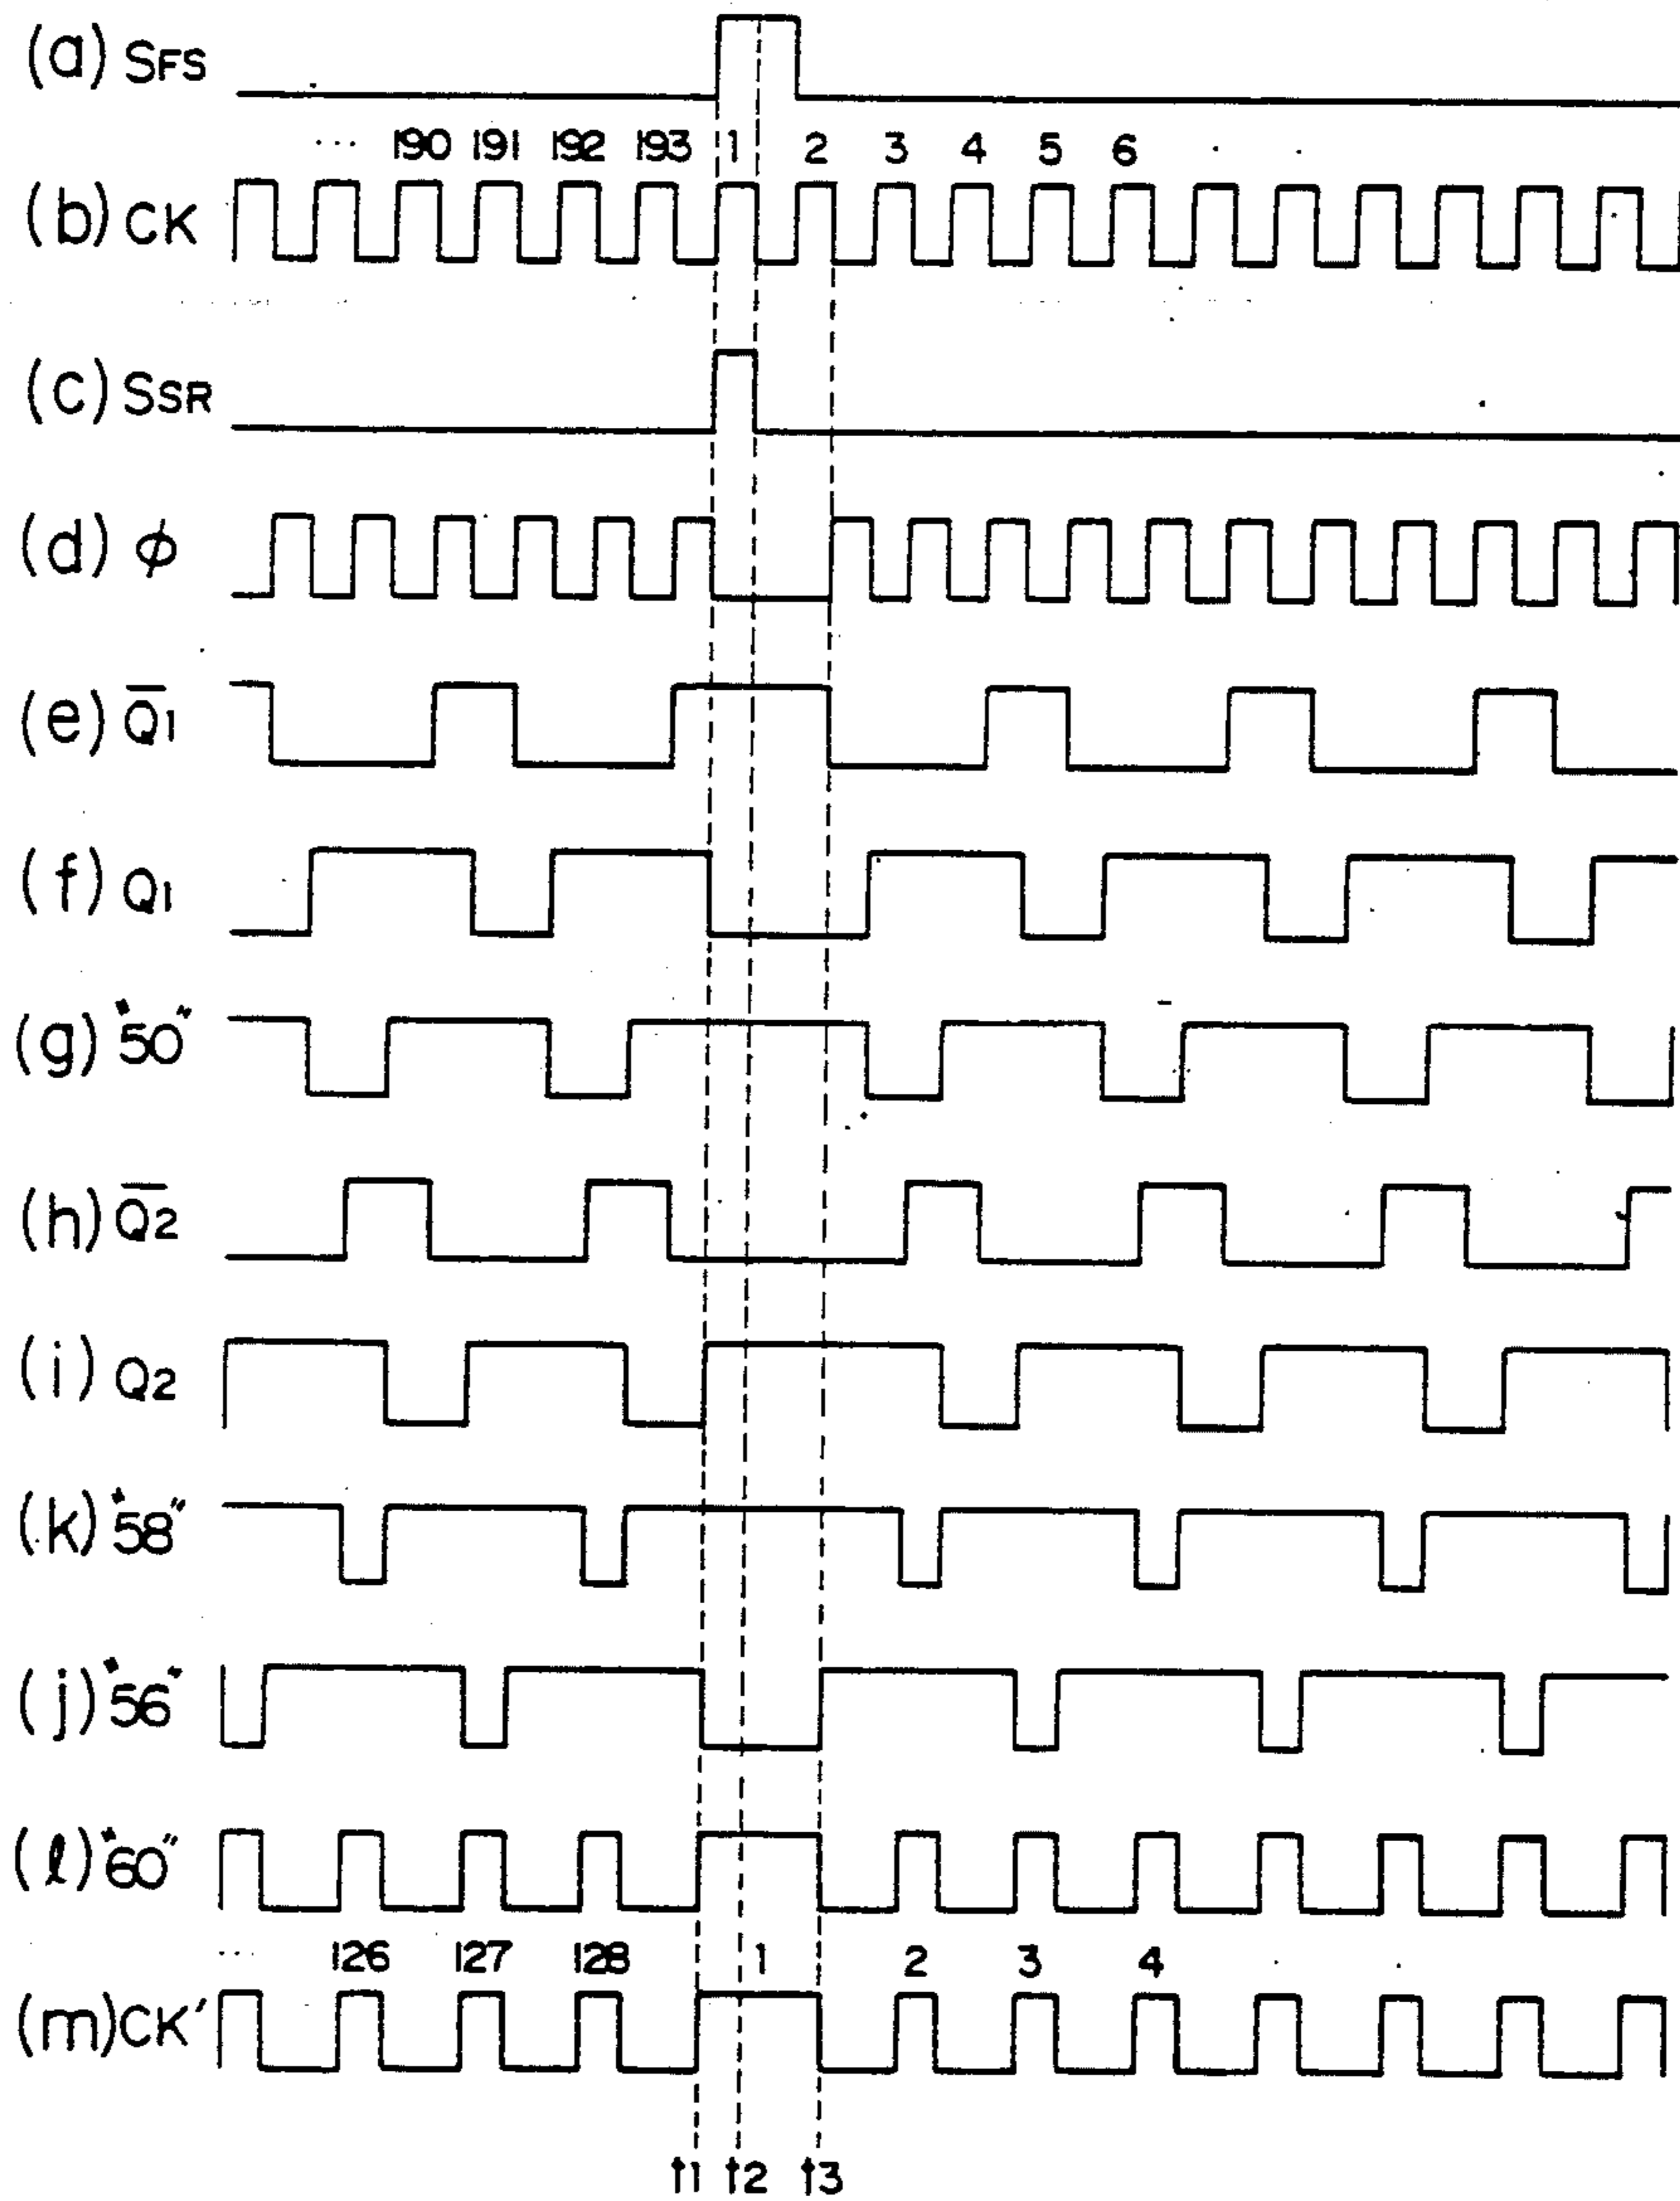 (a) SFS
... 190 191 192 193 1 2 3 4 5 6 . .
(b) CK
(c) SSR
(d) ϕ
(e) Q̅1
(f) Q1
(g) "50"
(h) Q̅2
(i) Q2
(k) "58"
(j) "56"
(ℓ) "60"
... 126 127 128 1 2 3 4 . .
(m) CK'
t1 t2 t3